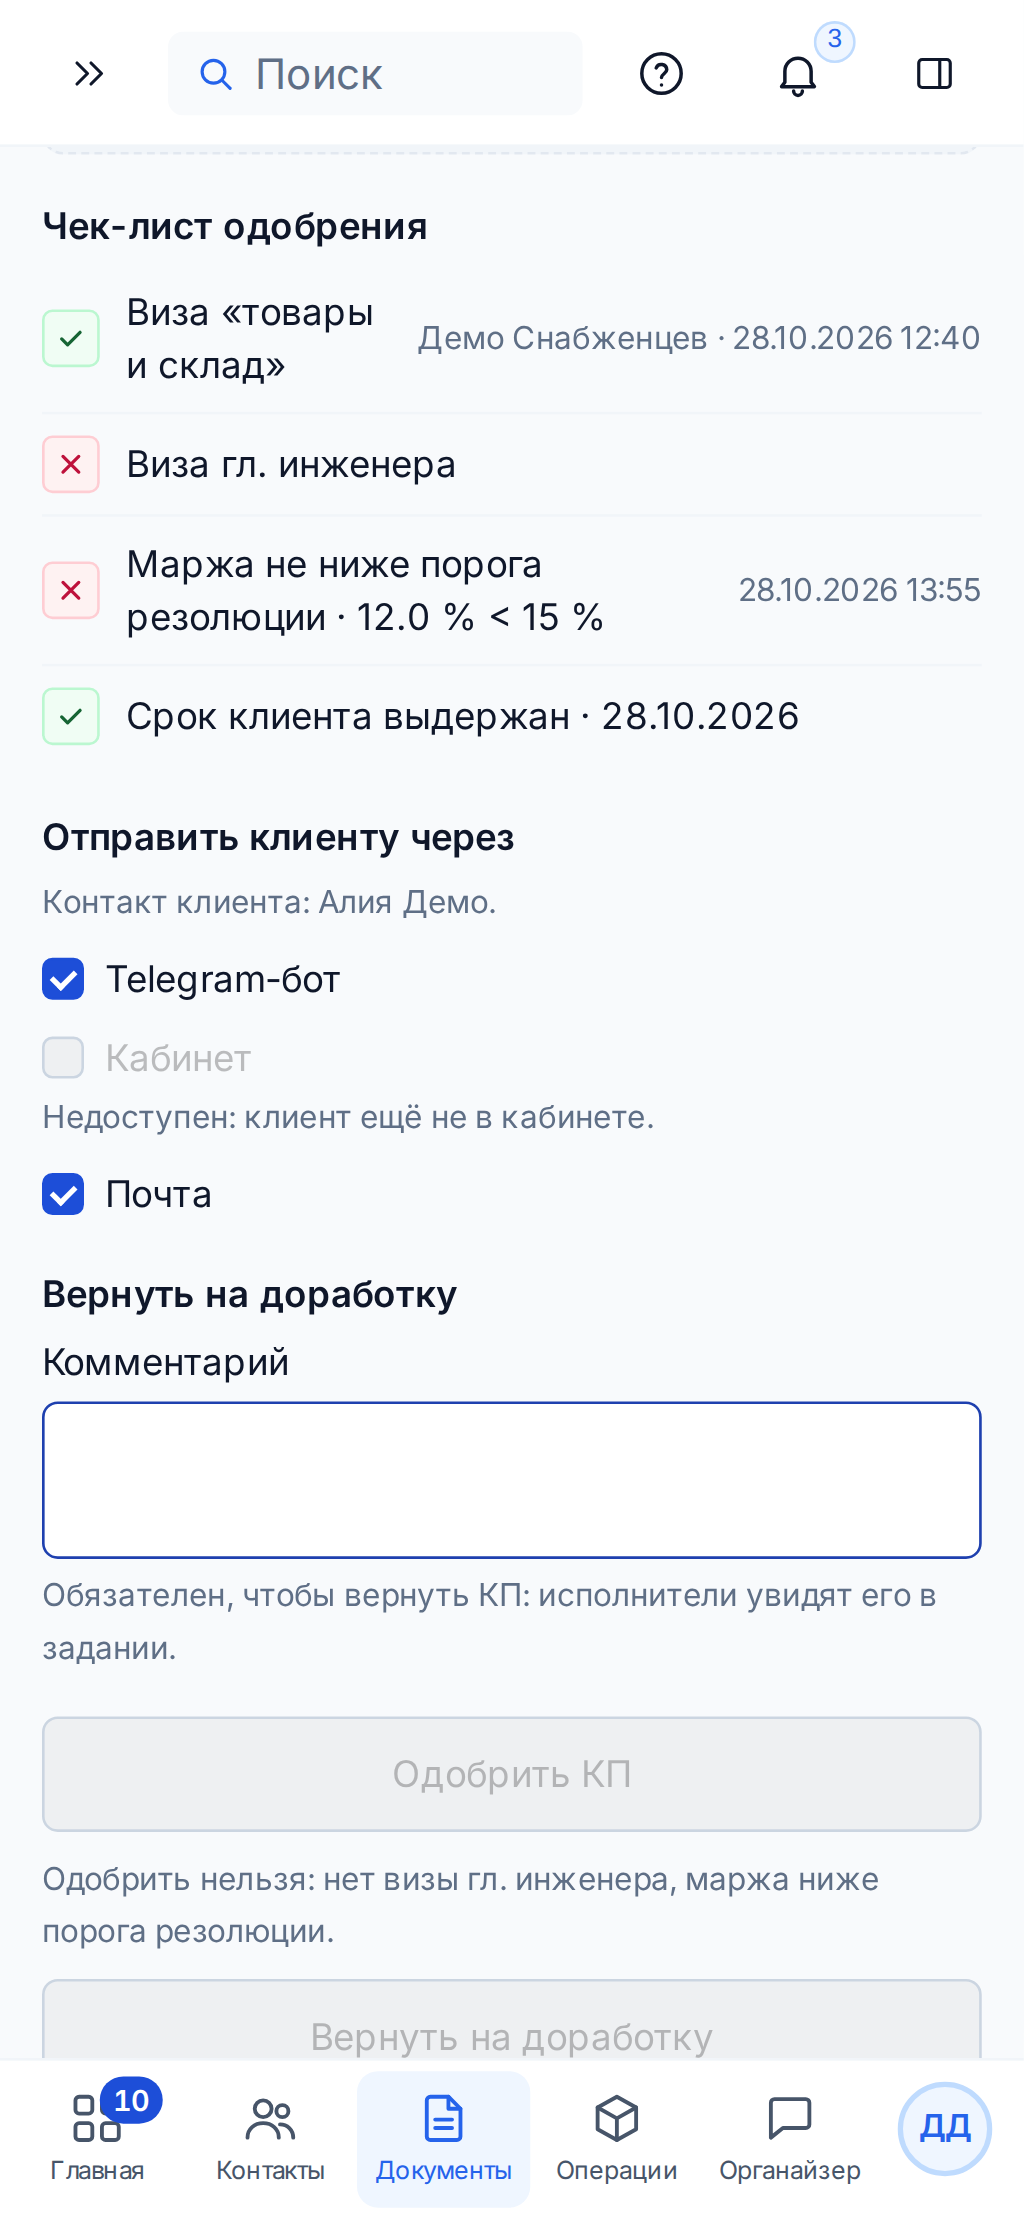 Поиск
3
Чек-лист одобрения
Виза «товары
и склад»
Демо Снабженцев · 28.10.2026 12:40
Виза гл. инженера
Маржа не ниже порога
резолюции · 12.0 % < 15 %
28.10.2026 13:55
Срок клиента выдержан · 28.10.2026
Отправить клиенту через
Контакт клиента: Алия Демо.
Telegram-бот
Кабинет
Недоступен: клиент ещё не в кабинете.
Почта
Вернуть на доработку
Комментарий
Обязателен, чтобы вернуть КП: исполнители увидят его в
задании.
Одобрить КП
Одобрить нельзя: нет визы гл. инженера, маржа ниже
порога резолюции.
Вернуть на доработку
10
Главная
Контакты
Документы
Операции
Органайзер
ДД